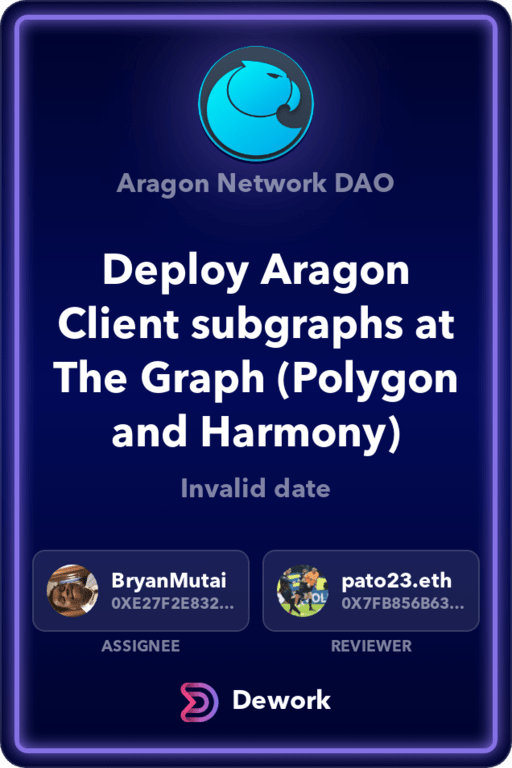 Aragon Network DAO
Deploy Aragon
Client subgraphs at
The Graph (Polygon
and Harmony)
Invalid date
BryanMutai
0XE27F2E832...
ASSIGNEE
pato23.eth
0X7FB856B63...
REVIEWER
Dework